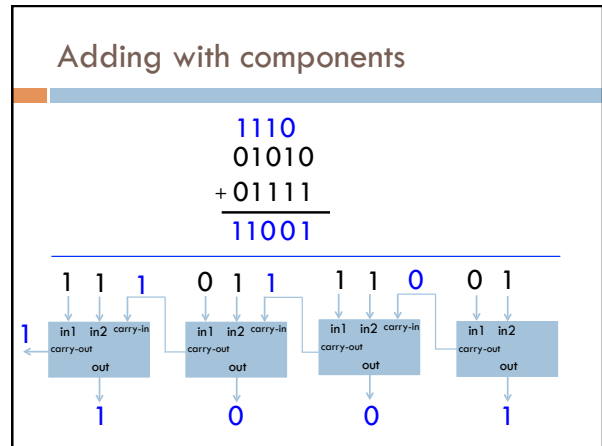 Adding with components
1110
01010
+ 01111
11001
1 1 1 0 1 1 1 1 0 0 1
in1 in2 carry-in in1 in2 carry-in in1 in2 carry-in in1 in2
1 carry-out carry-out carry-out carry-out
out out out out
1 0 0 1